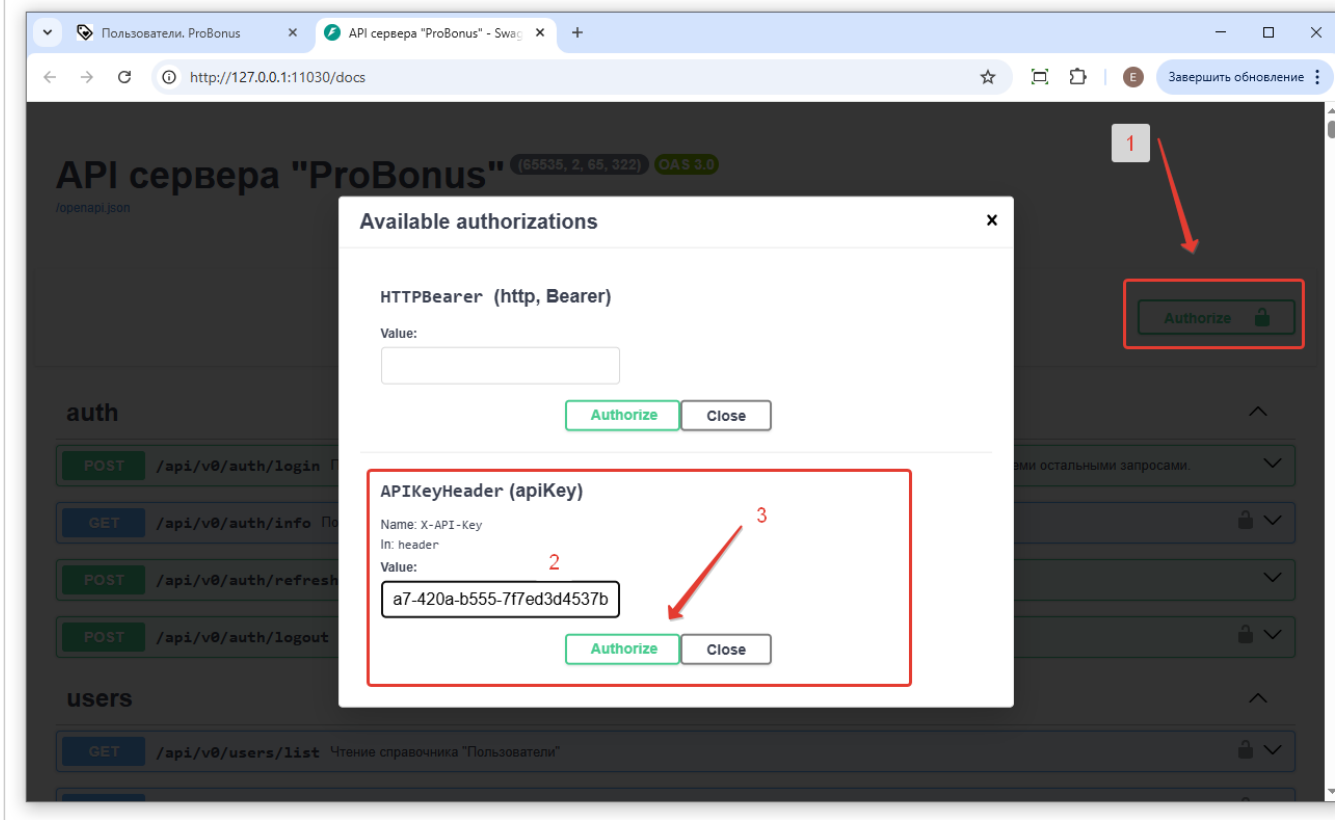 Пользователи. ProBonus
API сервера "ProBonus" - Swag
http://127.0.0.1:11030/docs
E
Завершить обновление
1
API сервера "ProBonus" (65535, 2, 65, 322) OAS 3.0
/openapi.json
Available authorizations
HTTPBearer (http, Bearer)
Value:
Authorize
Authorize
Close
auth
POST /api/v0/auth/login
еми остальными запросами.
APIKeyHeader (apiKey)
GET /api/v0/auth/info По
Name: X-API-Key
3
In: header
2
Value:
POST /api/v0/auth/refresh
a7-420a-b555-7f7ed3d4537b
POST /api/v0/auth/logout
Authorize
Close
users
GET /api/v0/users/list Чтение справочника "Пользователи"